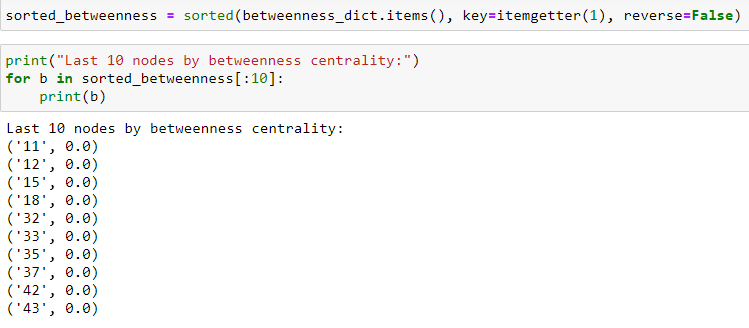 sorted_betweenness = sorted(betweenness_dict.items(), key=itemgetter(1), reverse=False)
print("Last 10 nodes by betweenness centrality:")
for b in sorted_betweenness[:10]:
    print(b)
Last 10 nodes by betweenness centrality:
('11', 0.0)
('12', 0.0)
('15', 0.0)
('18', 0.0)
('32', 0.0)
('33', 0.0)
('35', 0.0)
('37', 0.0)
('42', 0.0)
('43', 0.0)